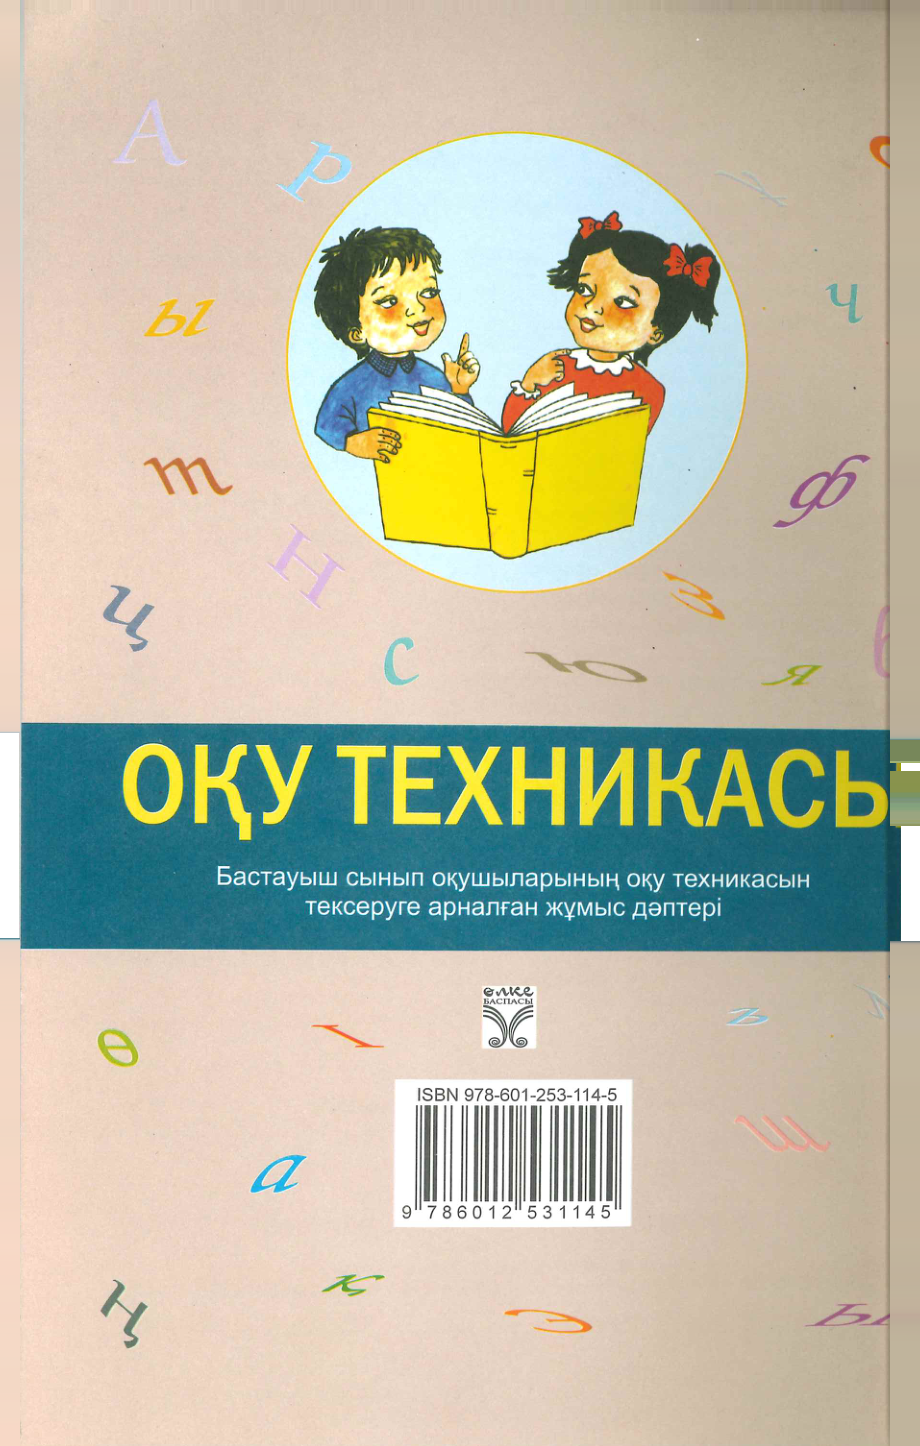 А
Р
ы
ч
т
ф
Н
ц
З
с
ю
я
ОҚУ ТЕХНИКАСЫ
Бастауыш сынып оқушыларының оқу техникасын
тексеруге арналған жұмыс дәптері
өлке
БАСПАСЫ
ө
І
ъ
ISBN 978-601-253-114-5
ш
а
9 786012 531145
қ
ң
Э
Ы